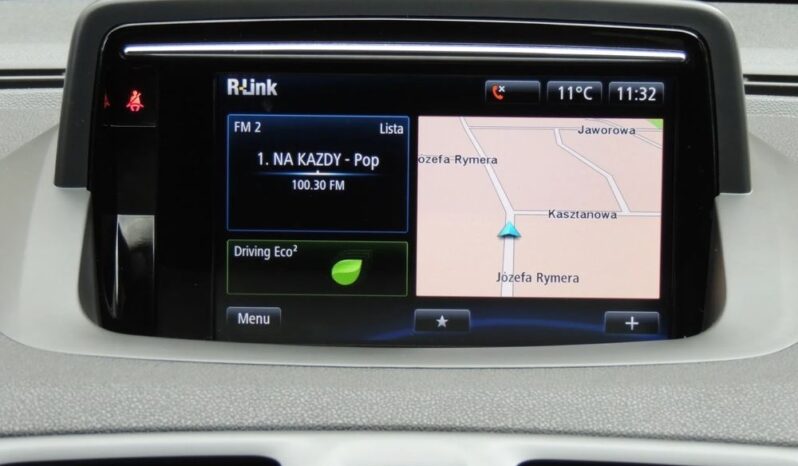 R-Link
11°C
11:32
FM 2
Lista
1. NA KAZDY - Pop
100.30 FM
Driving Eco²
Menu
Jaworowa
Józefa Rymera
Kasztanowa
Józefa Rymera